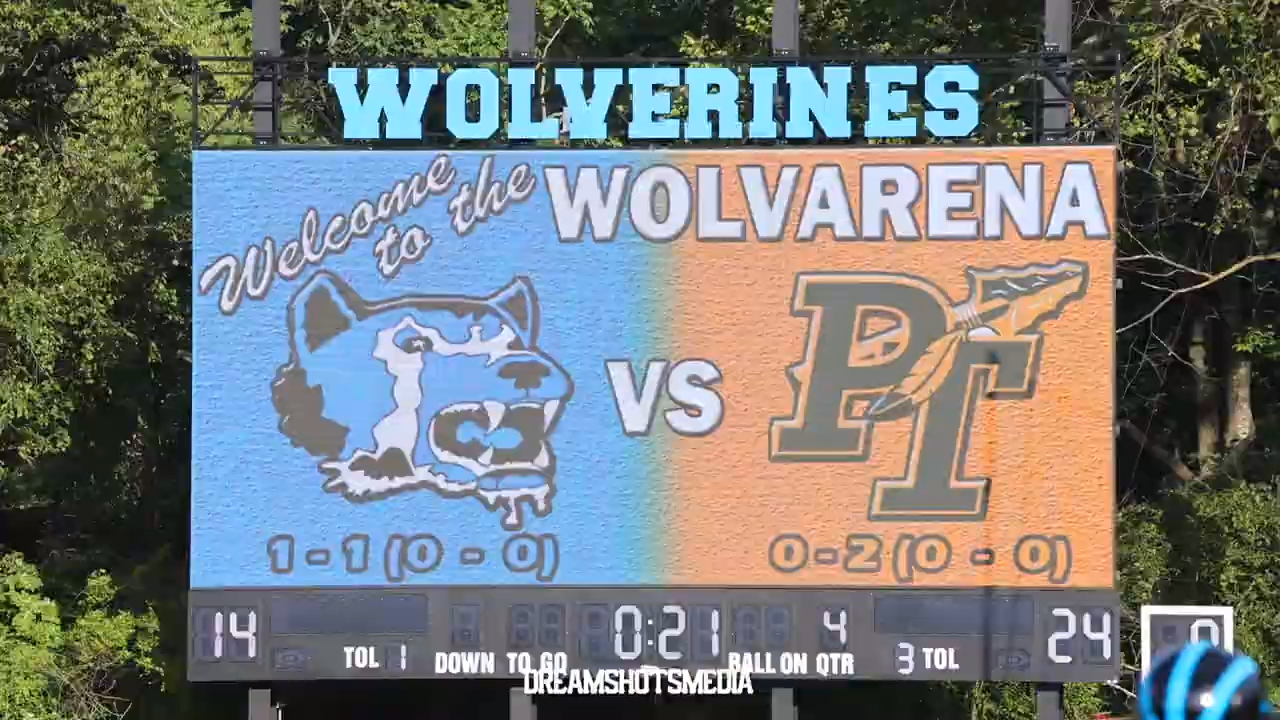 WOLVERINES
Welcome to the WOLVARENA
VS
PT
1-1 (0 - 0)
0-2 (0 - 0)
14 0:21 4 24
TOL 1 DOWN TO GO BALL ON QTR 3 TOL
DREAMSHOTSMEDIA